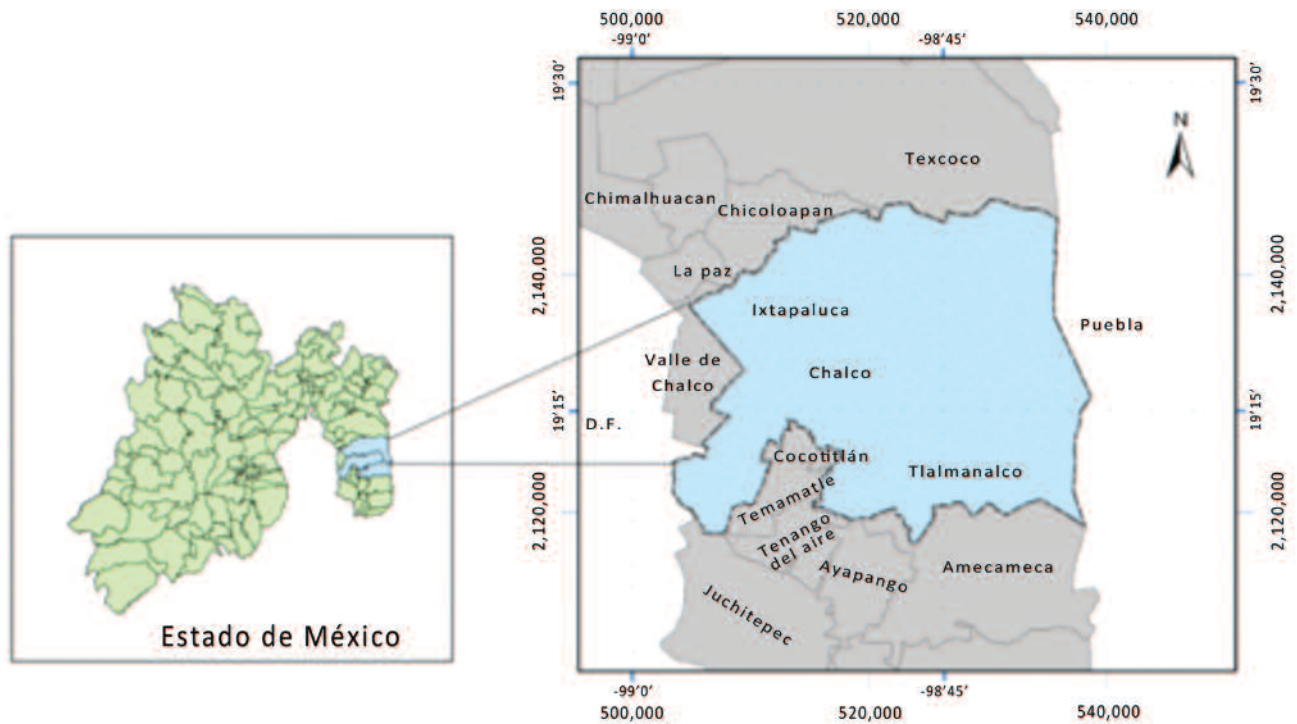 500,000
520,000
540,000
-99°0'
-98°45'
19°30'
19°30'
N
Texcoco
Chimalhuacan
Chicoloapan
2,140,000
2,140,000
La paz
Ixtapaluca
Puebla
Valle de
Chalco
Chalco
19°15'
19°15'
D.F.
Cocotitlán
Tlalmanalco
Temamatle
2,120,000
2,120,000
Tenango
del aire
Ayapango
Amecameca
Juchitepec
Estado de México
-99°0'
-98°45'
500,000
520,000
540,000